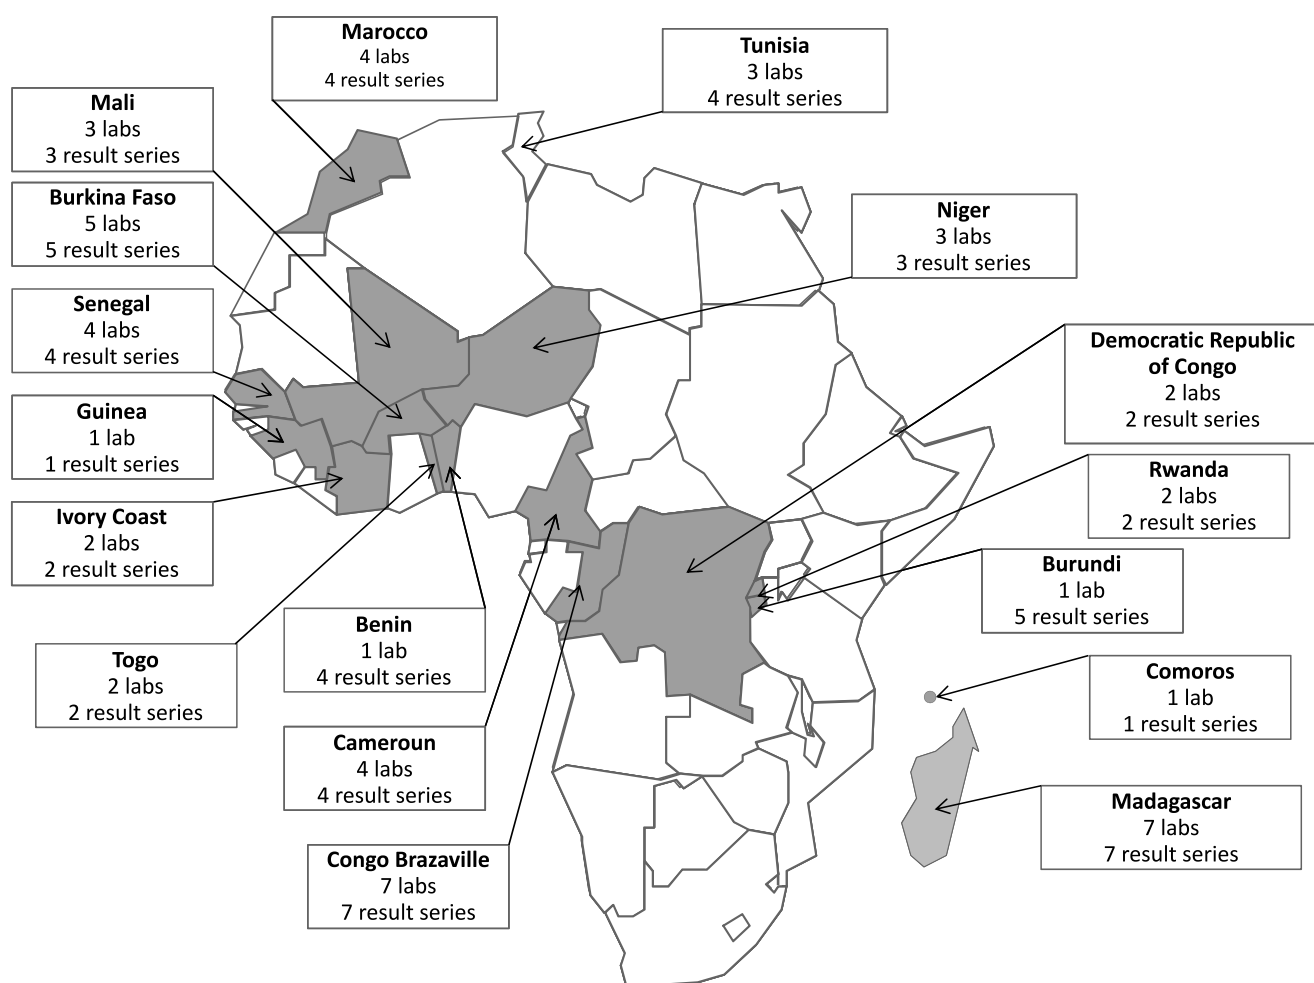 Marocco
4 labs
4 result series
Tunisia
3 labs
4 result series
Mali
3 labs
3 result series
Burkina Faso
5 labs
5 result series
Niger
3 labs
3 result series
Senegal
4 labs
4 result series
Democratic Republic
of Congo
2 labs
2 result series
Guinea
1 lab
1 result series
Rwanda
2 labs
2 result series
Ivory Coast
2 labs
2 result series
Burundi
1 lab
5 result series
Benin
1 lab
4 result series
Togo
2 labs
2 result series
Comoros
1 lab
1 result series
Cameroun
4 labs
4 result series
Madagascar
7 labs
7 result series
Congo Brazaville
7 labs
7 result series